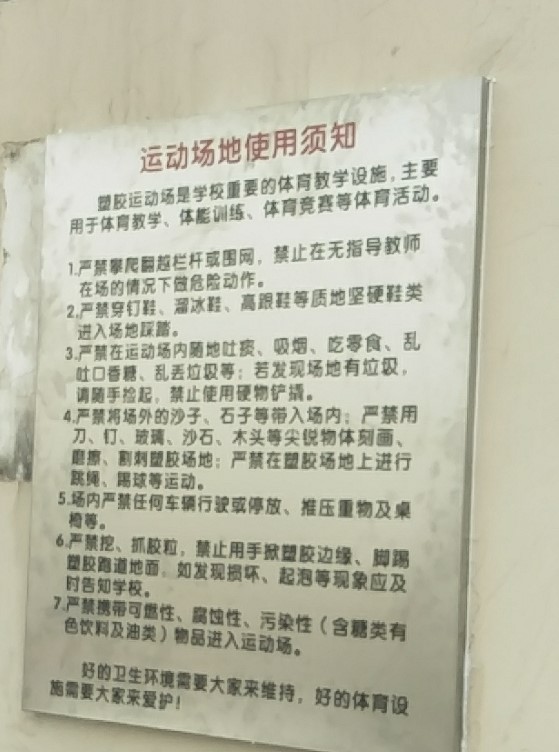 运动场地使用须知
塑胶运动场是学校重要的体育教学设施，主要
用于体育教学、体能训练、体育竞赛等体育活动。
1.严禁攀爬翻越栏杆或围网，禁止在无指导教师
在场的情况下做危险动作。
2.严禁穿钉鞋、溜冰鞋、高跟鞋等质地坚硬鞋类
进入场地踩踏。
3.严禁在运动场内随地吐痰、吸烟、吃零食、乱
吐口香糖、乱丢垃圾等；若发现场地有垃圾，
请随手捡起，禁止使用硬物铲撬。
4.严禁将场外的沙子、石子等带入场内；严禁用
刀、钉、玻璃、沙石、木头等尖锐物体刻画、
磨擦、割刺塑胶场地；严禁在塑胶场地上进行
跳绳、踢球等运动。
5.场内严禁任何车辆行驶或停放、推压重物及桌
椅等。
6.严禁挖、抓胶粒，禁止用手掀塑胶边缘、脚踢
塑胶跑道地面，如发现损坏、起泡等现象应及
时告知学校。
7.严禁携带可燃性、腐蚀性、污染性（含糖类有
色饮料及油类）物品进入运动场。
好的卫生环境需要大家来维持，好的体育设
施需要大家来爱护！